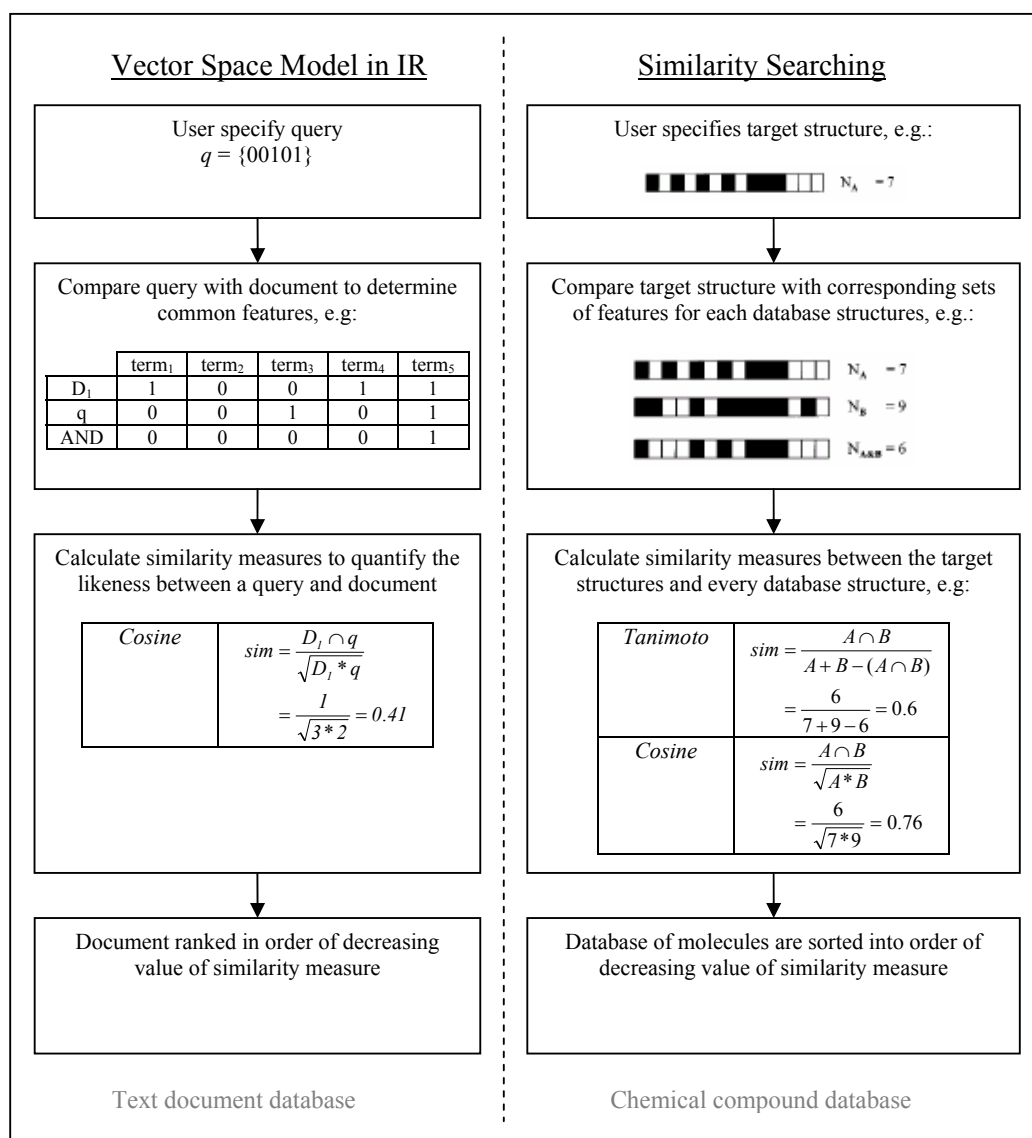 Vector Space Model in IR
User specify query
q = {00101}
Compare query with document to determine
common features, e.g:
term₁ term₂ term₃ term₄ term₅
D₁ 1 0 0 1 1
q 0 0 1 0 1
AND 0 0 0 0 1
Calculate similarity measures to quantify the
likeness between a query and document
Cosine sim = D₁ ∩ q / √(D₁ * q)
= 1 / √(3 * 2) = 0.41
Document ranked in order of decreasing
value of similarity measure
Text document database
Similarity Searching
User specifies target structure, e.g.:
N_A = 7
Compare target structure with corresponding sets
of features for each database structures, e.g.:
N_A = 7
N_B = 9
N_A&B = 6
Calculate similarity measures between the target
structures and every database structure, e.g:
Tanimoto sim = A ∩ B / A + B − (A ∩ B)
= 6 / 7 + 9 − 6 = 0.6
Cosine sim = A ∩ B / √(A * B)
= 6 / √(7 * 9) = 0.76
Database of molecules are sorted into order of
decreasing value of similarity measure
Chemical compound database